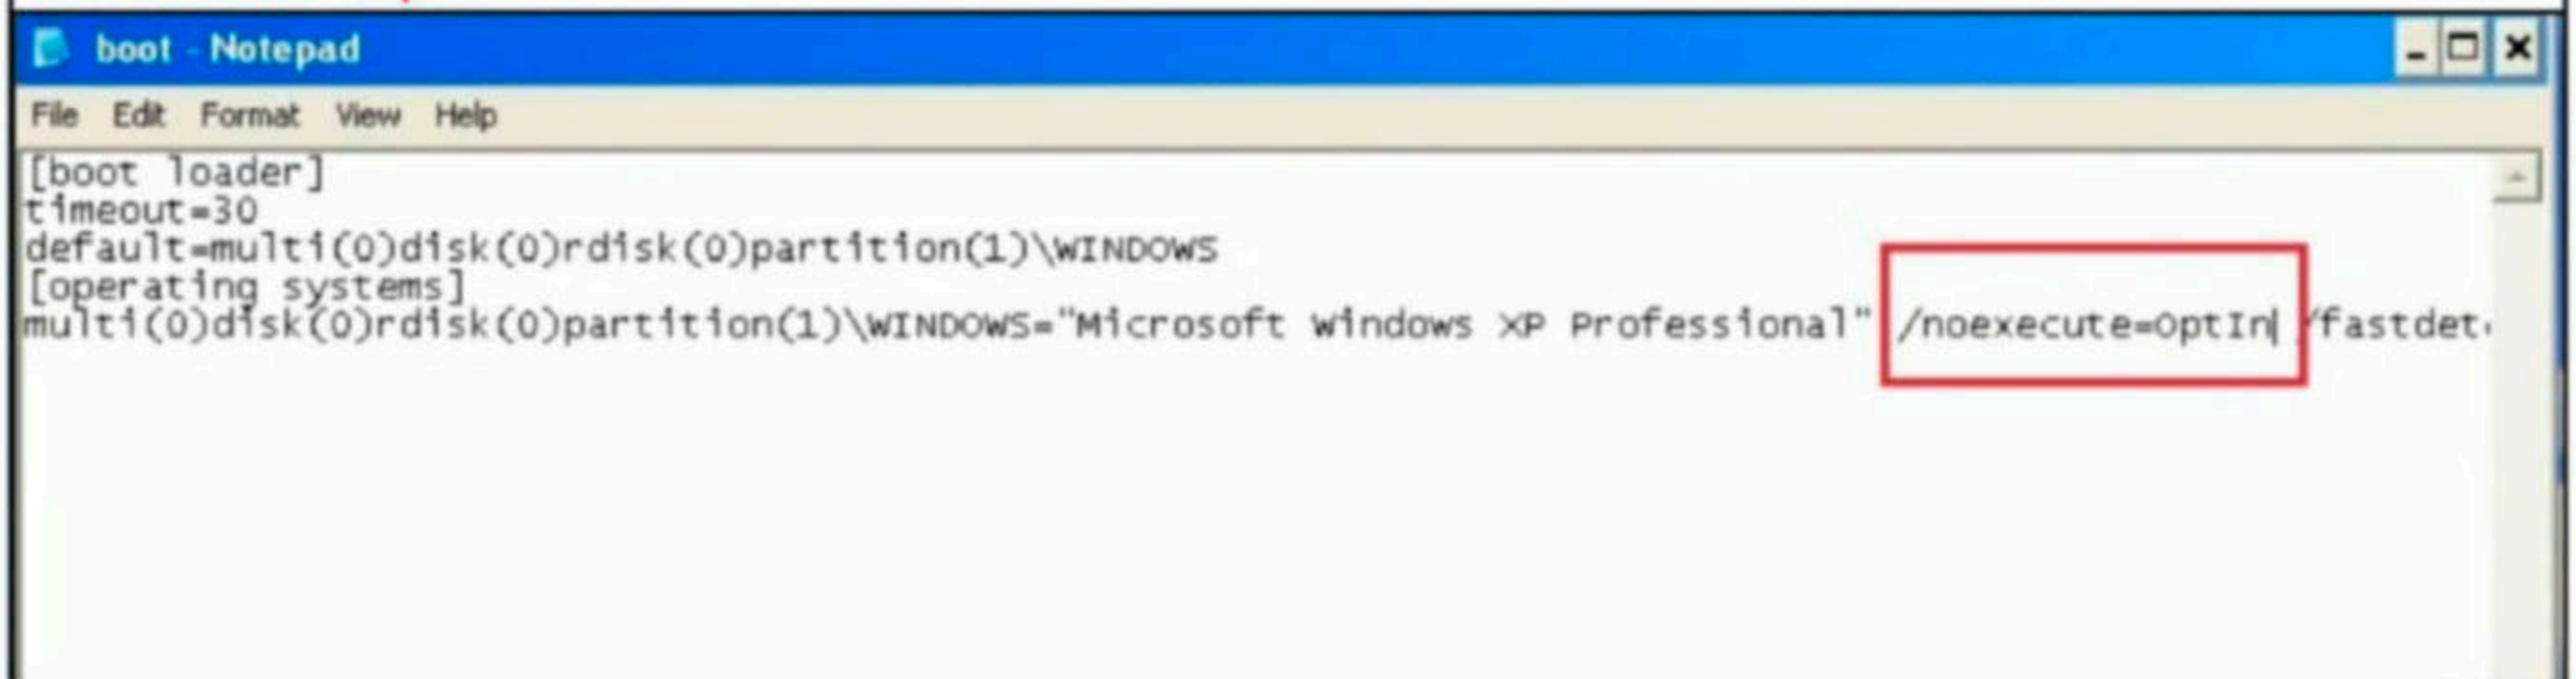 boot - Notepad
File Edit Format View Help
[boot loader]
timeout=30
default=multi(0)disk(0)rdisk(0)partition(1)\WINDOWS
[operating systems]
multi(0)disk(0)rdisk(0)partition(1)\WINDOWS="Microsoft Windows XP Professional" /noexecute=OptIn /fastdet